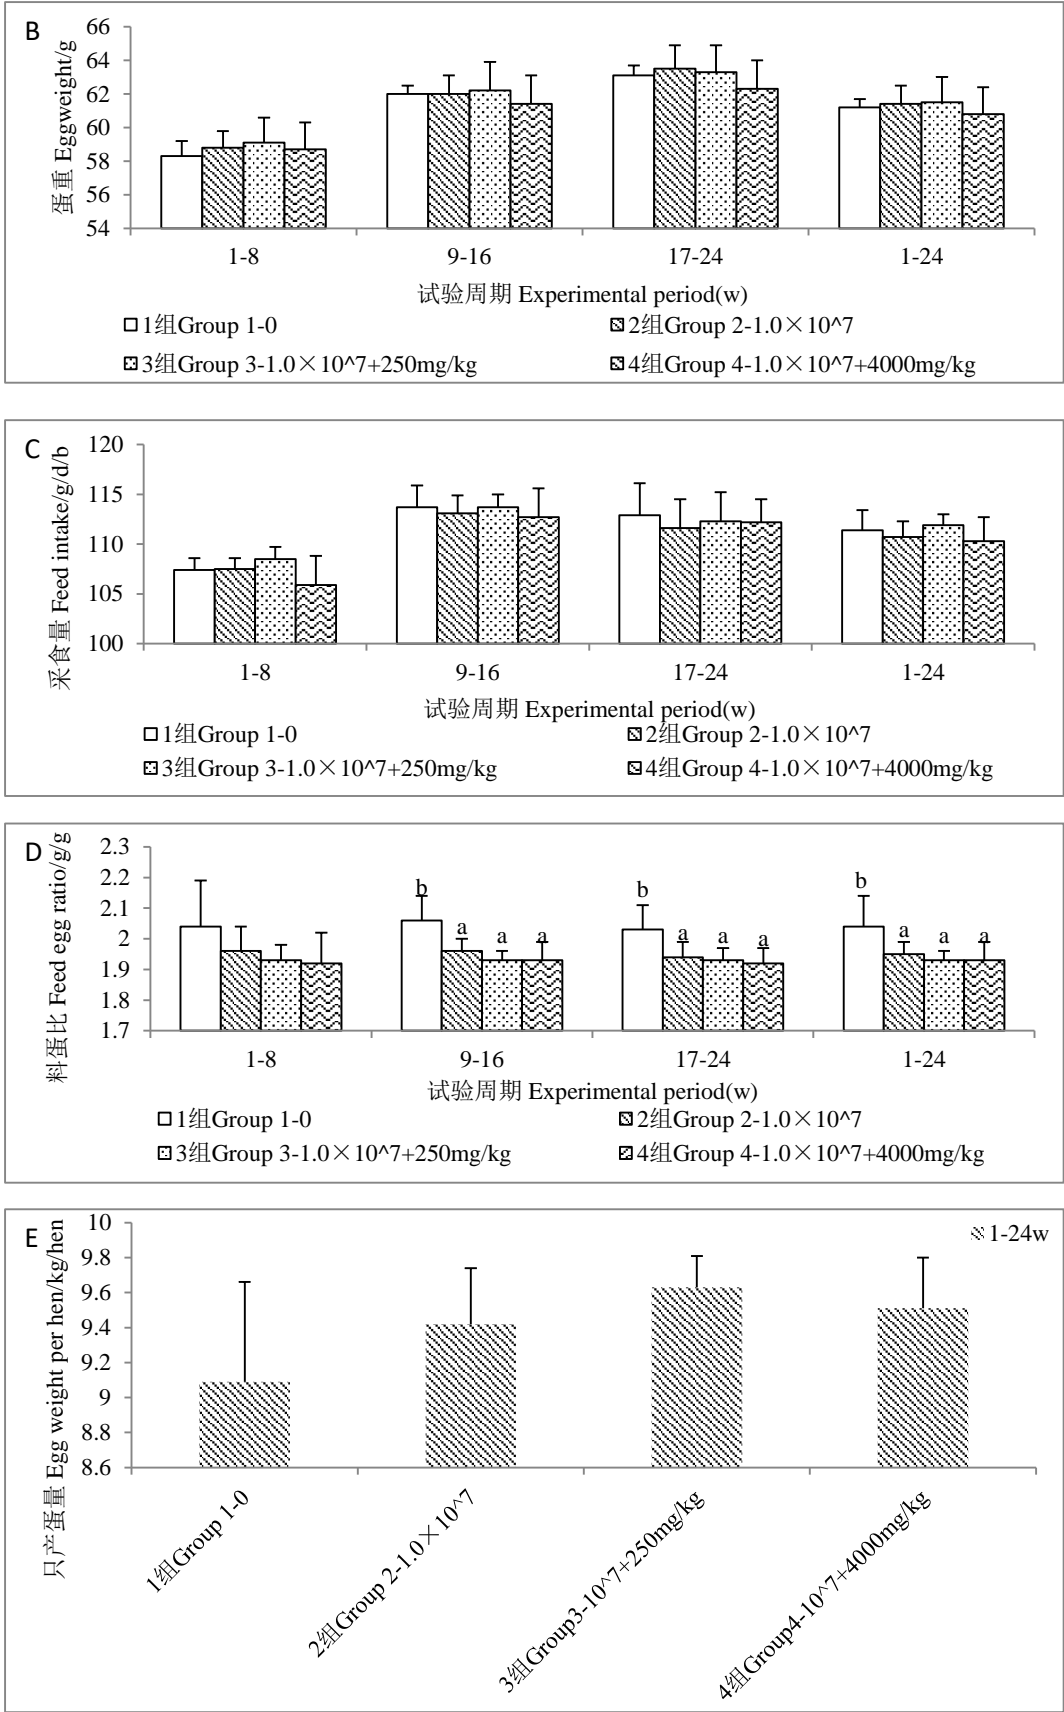 B
蛋重 Eggweight/g
66
64
62
60
58
56
54
1-8 9-16 17-24 1-24
试验周期 Experimental period(w)
1组Group 1-0 2组Group 2-1.0×10^7
3组Group 3-1.0×10^7+250mg/kg 4组Group 4-1.0×10^7+4000mg/kg
C
采食量 Feed intake/g/d/b
120
115
110
105
100
1-8 9-16 17-24 1-24
试验周期 Experimental period(w)
1组Group 1-0 2组Group 2-1.0×10^7
3组Group 3-1.0×10^7+250mg/kg 4组Group 4-1.0×10^7+4000mg/kg
D
料蛋比 Feed egg ratio/g/g
2.3
2.2
2.1
2
1.9
1.8
1.7
b a a a b a a a b a a a
1-8 9-16 17-24 1-24
试验周期 Experimental period(w)
1组Group 1-0 2组Group 2-1.0×10^7
3组Group 3-1.0×10^7+250mg/kg 4组Group 4-1.0×10^7+4000mg/kg
E
只产蛋量 Egg weight per hen/kg/hen
10
9.8
9.6
9.4
9.2
9
8.8
8.6
1-24w
1组Group 1-0
2组Group 2-1.0×10^7
3组Group3-10^7+250mg/kg
4组Group4-10^7+4000mg/kg